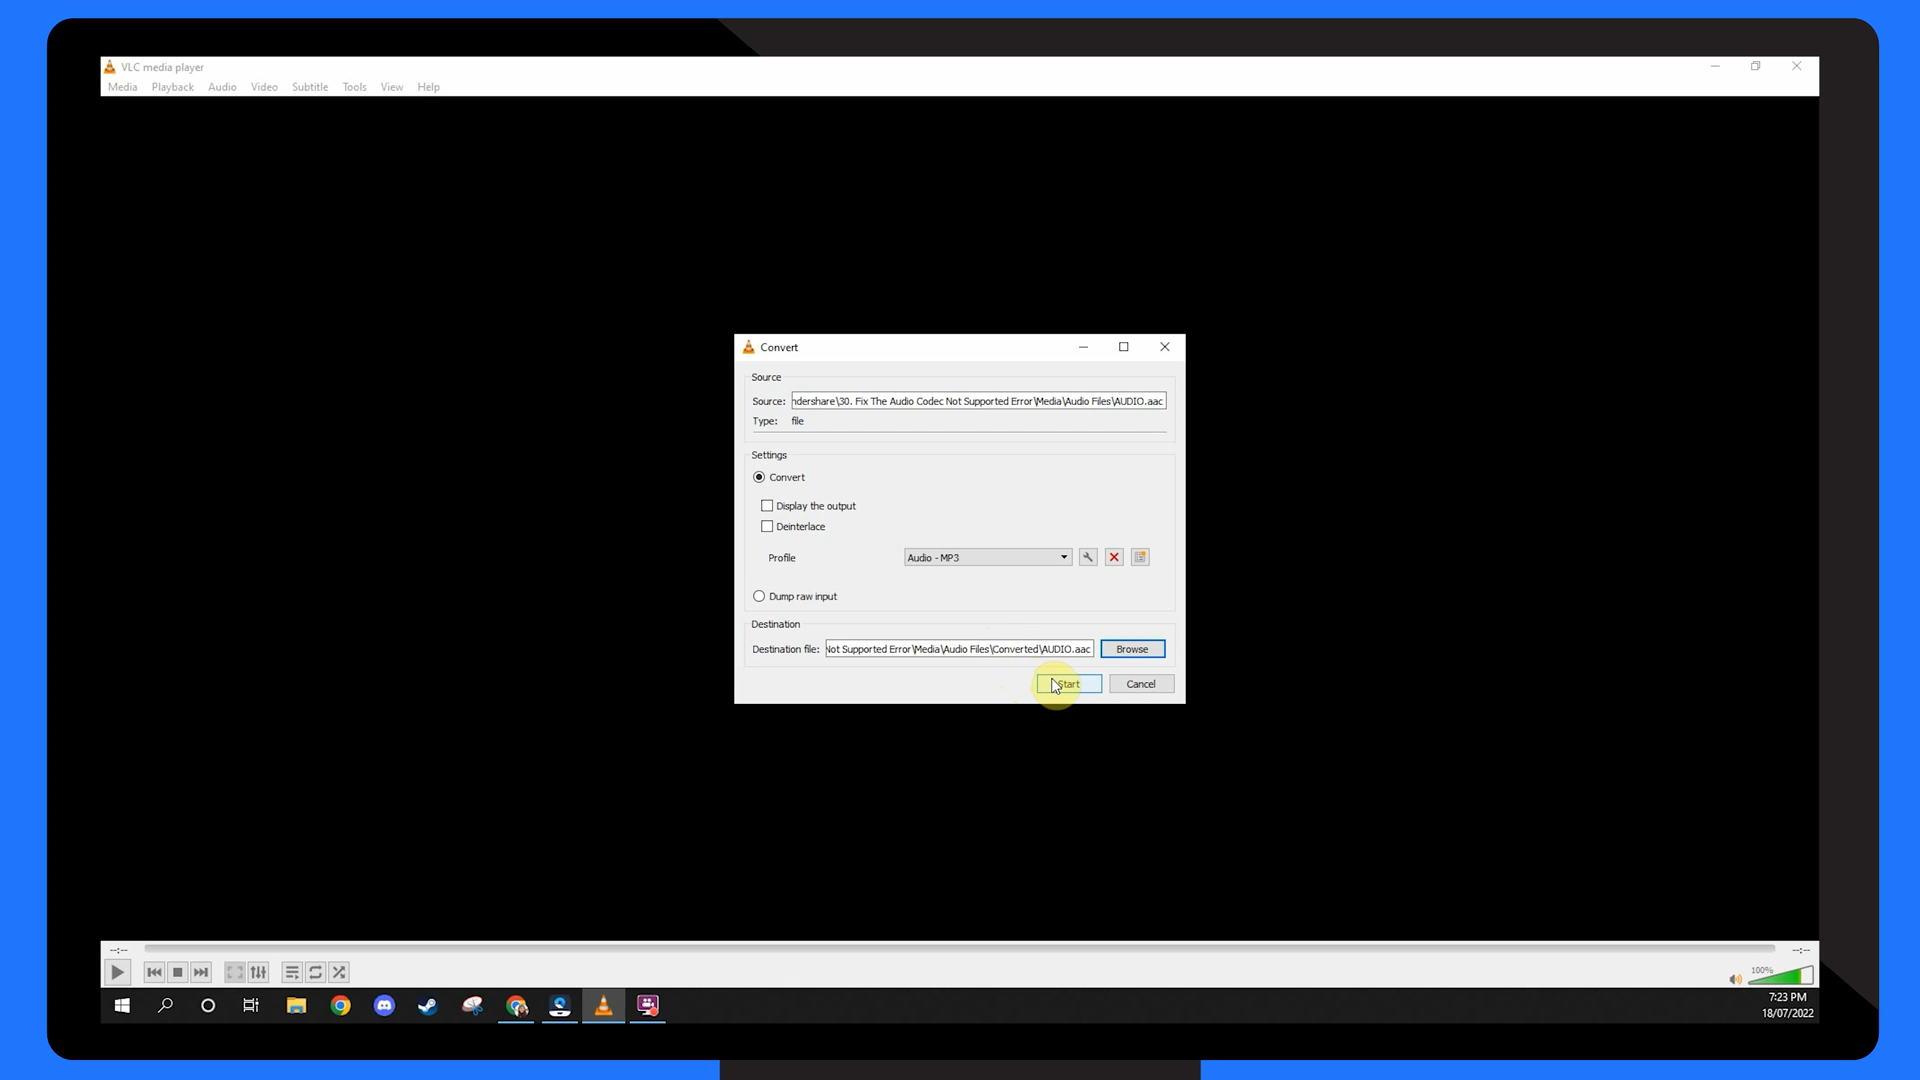 VLC media player
Media Playback Audio Video Subtitle Tools View Help
Convert
Source
Source: ndershare\30. Fix The Audio Codec Not Supported Error\Media\Audio Files\AUDIO.aac
Type: file
Settings
Convert
Display the output
Deinterlace
Profile Audio - MP3
Dump raw input
Destination
Destination file: Not Supported Error\Media\Audio Files\Converted\AUDIO.aac Browse
Start Cancel
--:-- --:--
100%
7:23 PM
18/07/2022